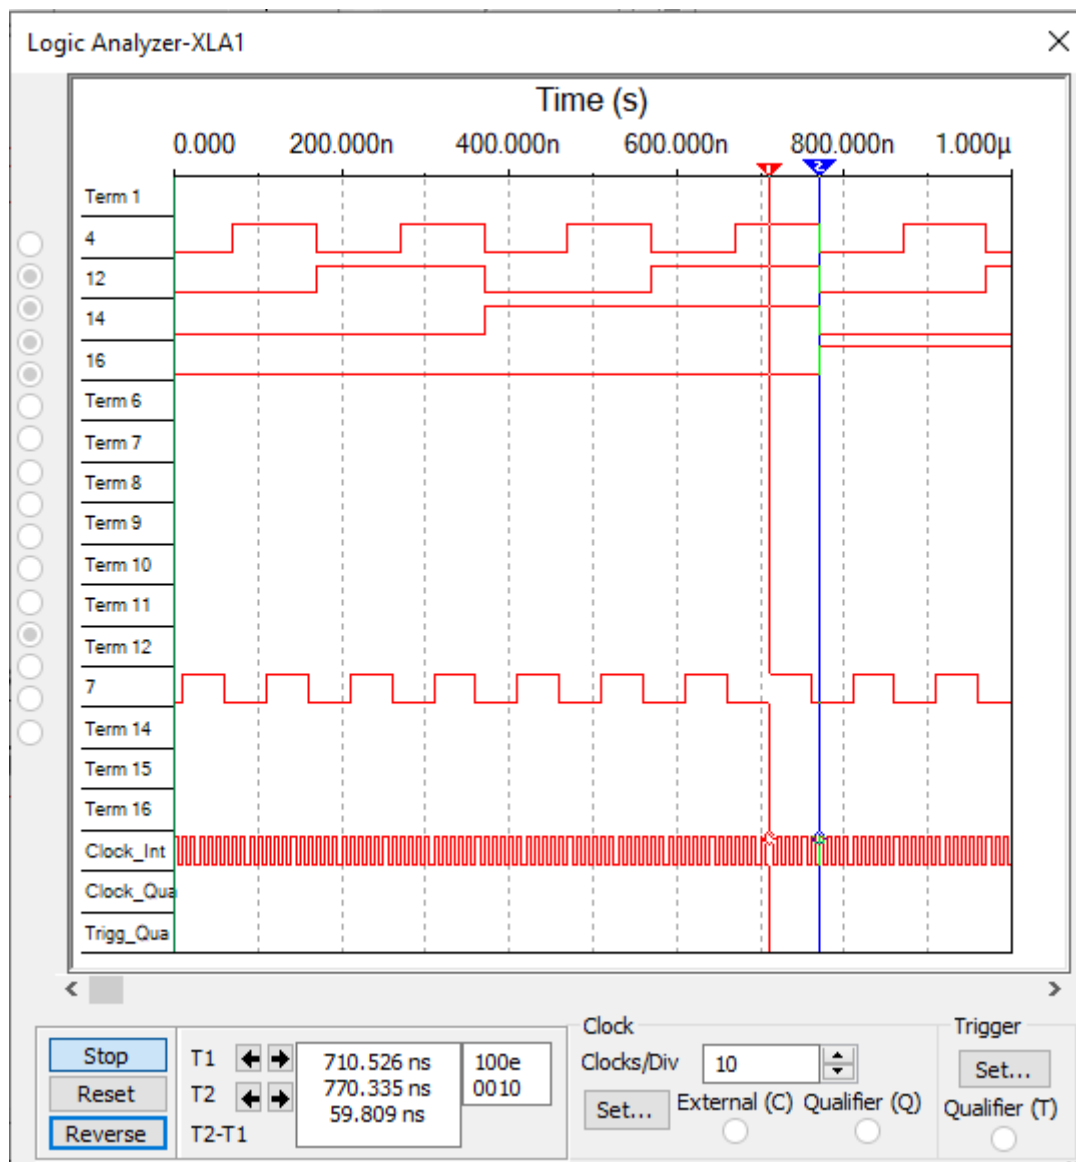 Logic Analyzer-XLA1
Time (s)
0.000 200.000n 400.000n 600.000n 800.000n 1.000µ
1 2
Term 1
4
12
14
16
Term 6
Term 7
Term 8
Term 9
Term 10
Term 11
Term 12
7
Term 14
Term 15
Term 16
Clock_Int
Clock_Qua
Trigg_Qua
Stop
Reset
Reverse
T1
T2
T2-T1
710.526 ns
770.335 ns
59.809 ns
100e
0010
Clock
Clocks/Div 10
Set...
External (C) Qualifier (Q)
Trigger
Set...
Qualifier (T)